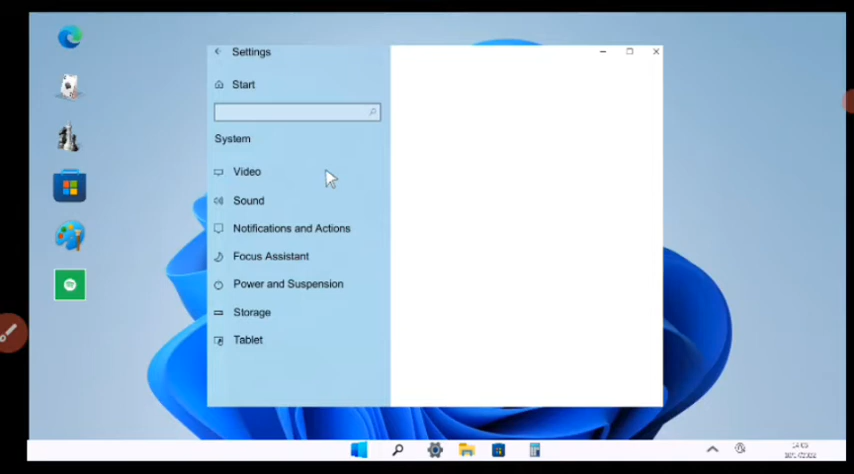 Settings
Start
System
Video
Sound
Notifications and Actions
Focus Assistant
Power and Suspension
Storage
Tablet